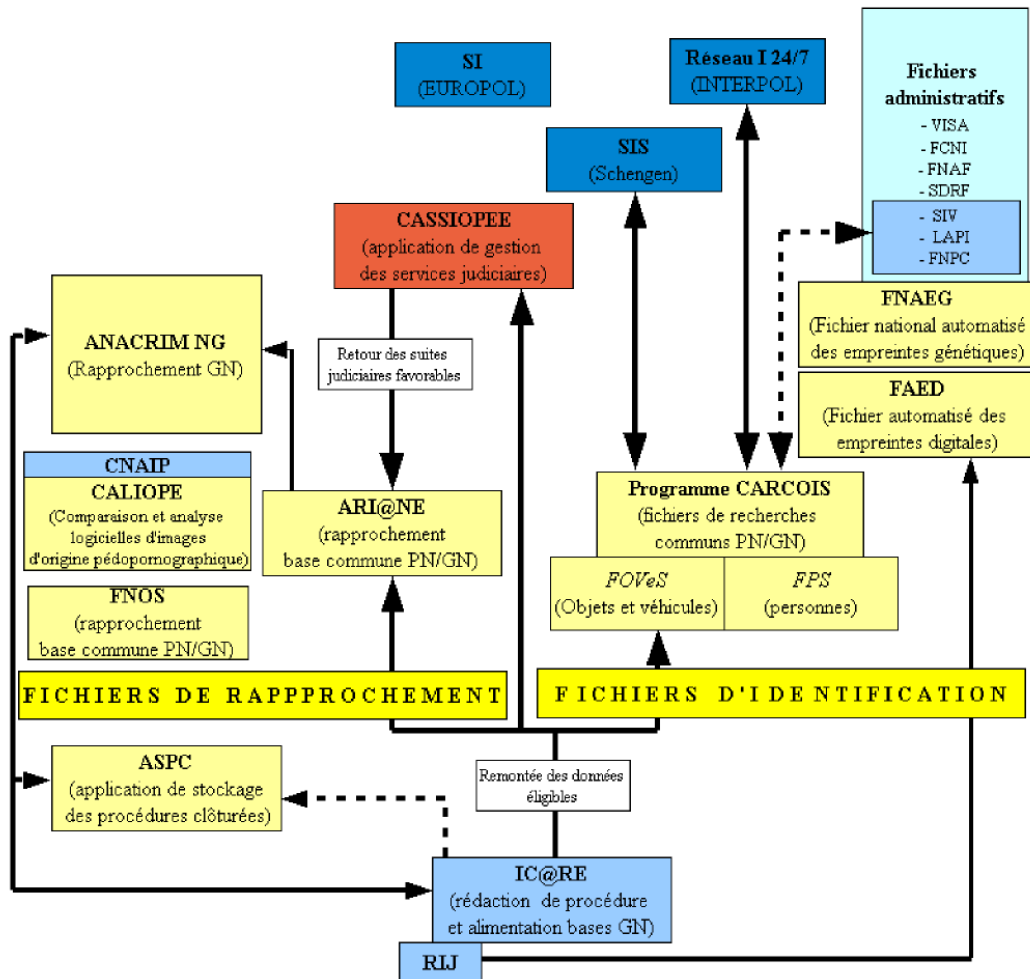 SI
(EUROPOL)
Réseau I 24/7
(INTERPOL)
Fichiers
administratifs
- VISA
- FCNI
- FNAF
- SDRF
- SIV
- LAPI
- FNPC
SIS
(Schengen)
CASSIOPEE
(application de gestion
des services judiciaires)
FNAEG
(Fichier national automatisé
des empreintes génétiques)
ANACRIM NG
(Rapprochement GN)
Retour des suites
judiciaires favorables
FAED
(Fichier automatisé des
empreintes digitales)
CNAIP
CALIOPE
(Comparaison et analyse
logicielles d'images
d'origine pédopornographique)
ARI@NE
(rapprochement
base commune PN/GN)
Programme CARCOIS
(fichiers de recherches
communs PN/GN)
FOVeS
(Objets et véhicules)
FPS
(personnes)
FNOS
(rapprochement
base commune PN/GN)
FICHIERS DE RAPPPROCHEMENT
FICHIERS D'IDENTIFICATION
ASPC
(application de stockage
des procédures clôturées)
Remontée des données
éligibles
IC@RE
(rédaction de procédure
et alimentation bases GN)
RIJ